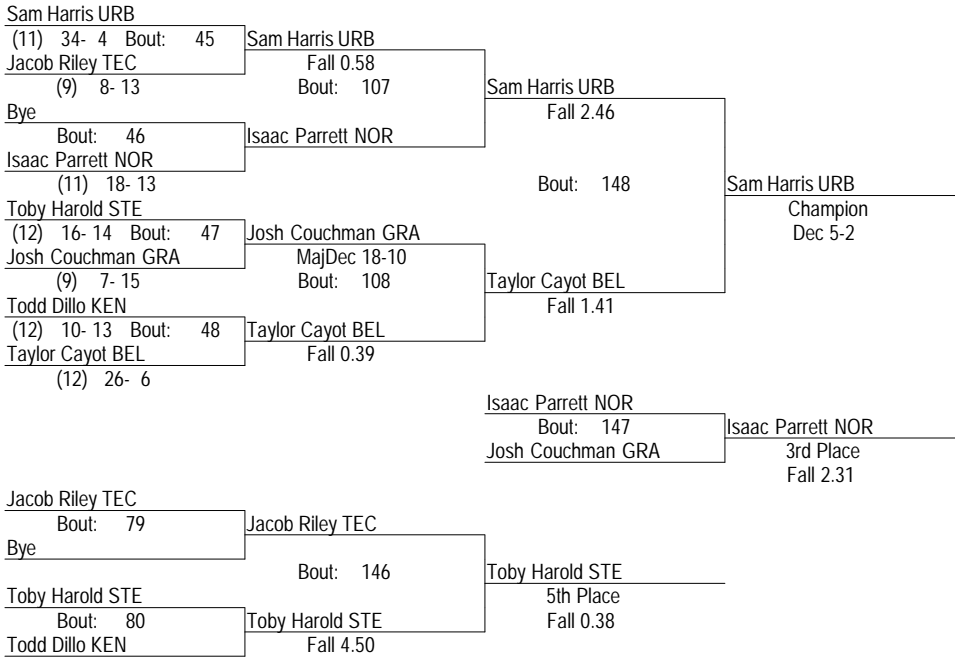 Sam Harris URB
(11) 34- 4 Bout: 45
Sam Harris URB
Jacob Riley TEC
Fall 0.58
(9) 8- 13
Bout: 107
Sam Harris URB
Bye
Fall 2.46
Bout: 46
Isaac Parrett NOR
Isaac Parrett NOR
(11) 18- 13
Bout: 148
Sam Harris URB
Toby Harold STE
Champion
(12) 16- 14 Bout: 47
Josh Couchman GRA
Dec 5-2
Josh Couchman GRA
MajDec 18-10
(9) 7- 15
Bout: 108
Taylor Cayot BEL
Todd Dillo KEN
Fall 1.41
(12) 10- 13 Bout: 48
Taylor Cayot BEL
Taylor Cayot BEL
Fall 0.39
(12) 26- 6
Isaac Parrett NOR
Bout: 147
Isaac Parrett NOR
Josh Couchman GRA
3rd Place
Fall 2.31
Jacob Riley TEC
Bout: 79
Jacob Riley TEC
Bye
Bout: 146
Toby Harold STE
Toby Harold STE
5th Place
Bout: 80
Toby Harold STE
Fall 0.38
Todd Dillo KEN
Fall 4.50